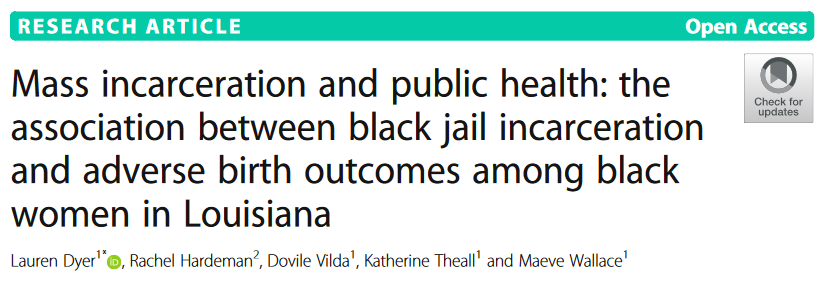 RESEARCH ARTICLE Open Access
Check for
updates
Mass incarceration and public health: the
association between black jail incarceration
and adverse birth outcomes among black
women in Louisiana
Lauren Dyer1* iD, Rachel Hardeman2, Dovile Vilda1, Katherine Theall1 and Maeve Wallace1